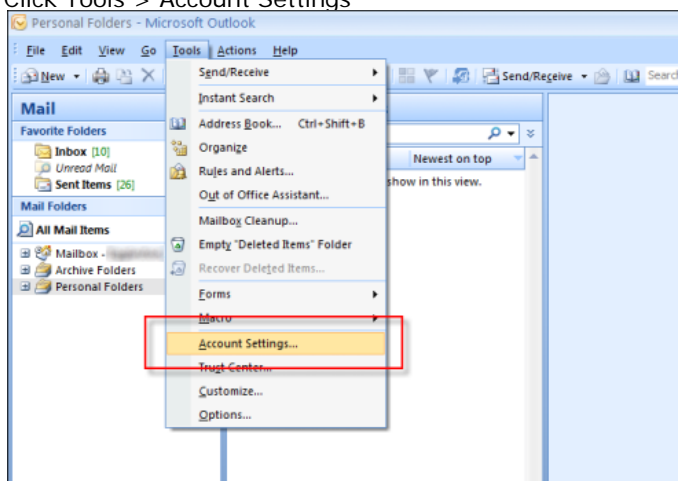 Click Tools > Account Settings
Personal Folders - Microsoft Outlook
File Edit View Go Tools Actions Help
New Send/Receive Search
Mail
Favorite Folders
Inbox [10]
Unread Mail
Sent Items [26]
Mail Folders
All Mail Items
Mailbox -
Archive Folders
Personal Folders
Send/Receive
Instant Search
Address Book... Ctrl+Shift+B
Organize
Rules and Alerts...
Out of Office Assistant...
Mailbox Cleanup...
Empty "Deleted Items" Folder
Recover Deleted Items...
Forms
Macro
Account Settings...
Trust Center...
Customize...
Options...
Newest on top
show in this view.